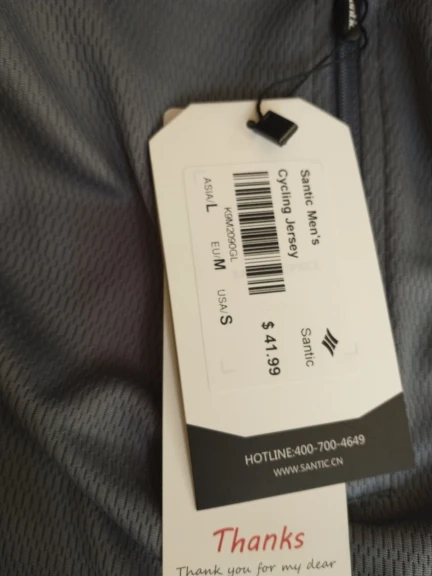 Santic Men's
Cycling Jersey
K9M2090GL
ASIA/L EU/M USA/S
Santic
$ 41.99
HOTLINE:400-700-4649
WWW.SANTIC.CN
Thanks
Thank you for my dear